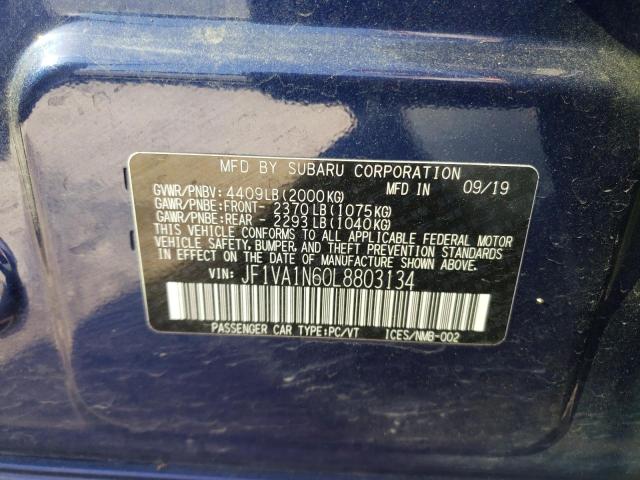 MFD BY SUBARU CORPORATION
GVWR/PNBV: 4409LB(2000KG) MFD IN 09/19
GAWR/PNBE:FRONT- 2370LB(1075KG)
GAWR/PNBE:REAR - 2293LB(1040KG)
THIS VEHICLE CONFORMS TO ALL APPLICABLE FEDERAL MOTOR
VEHICLE SAFETY, BUMPER, AND THEFT PREVENTION STANDARDS
IN EFFECT ON THE DATE OF MANUFACTURE SHOWN ABOVE.
VIN: JF1VA1N60L8803134
PASSENGER CAR TYPE:PC/VT ICES/NMB-002